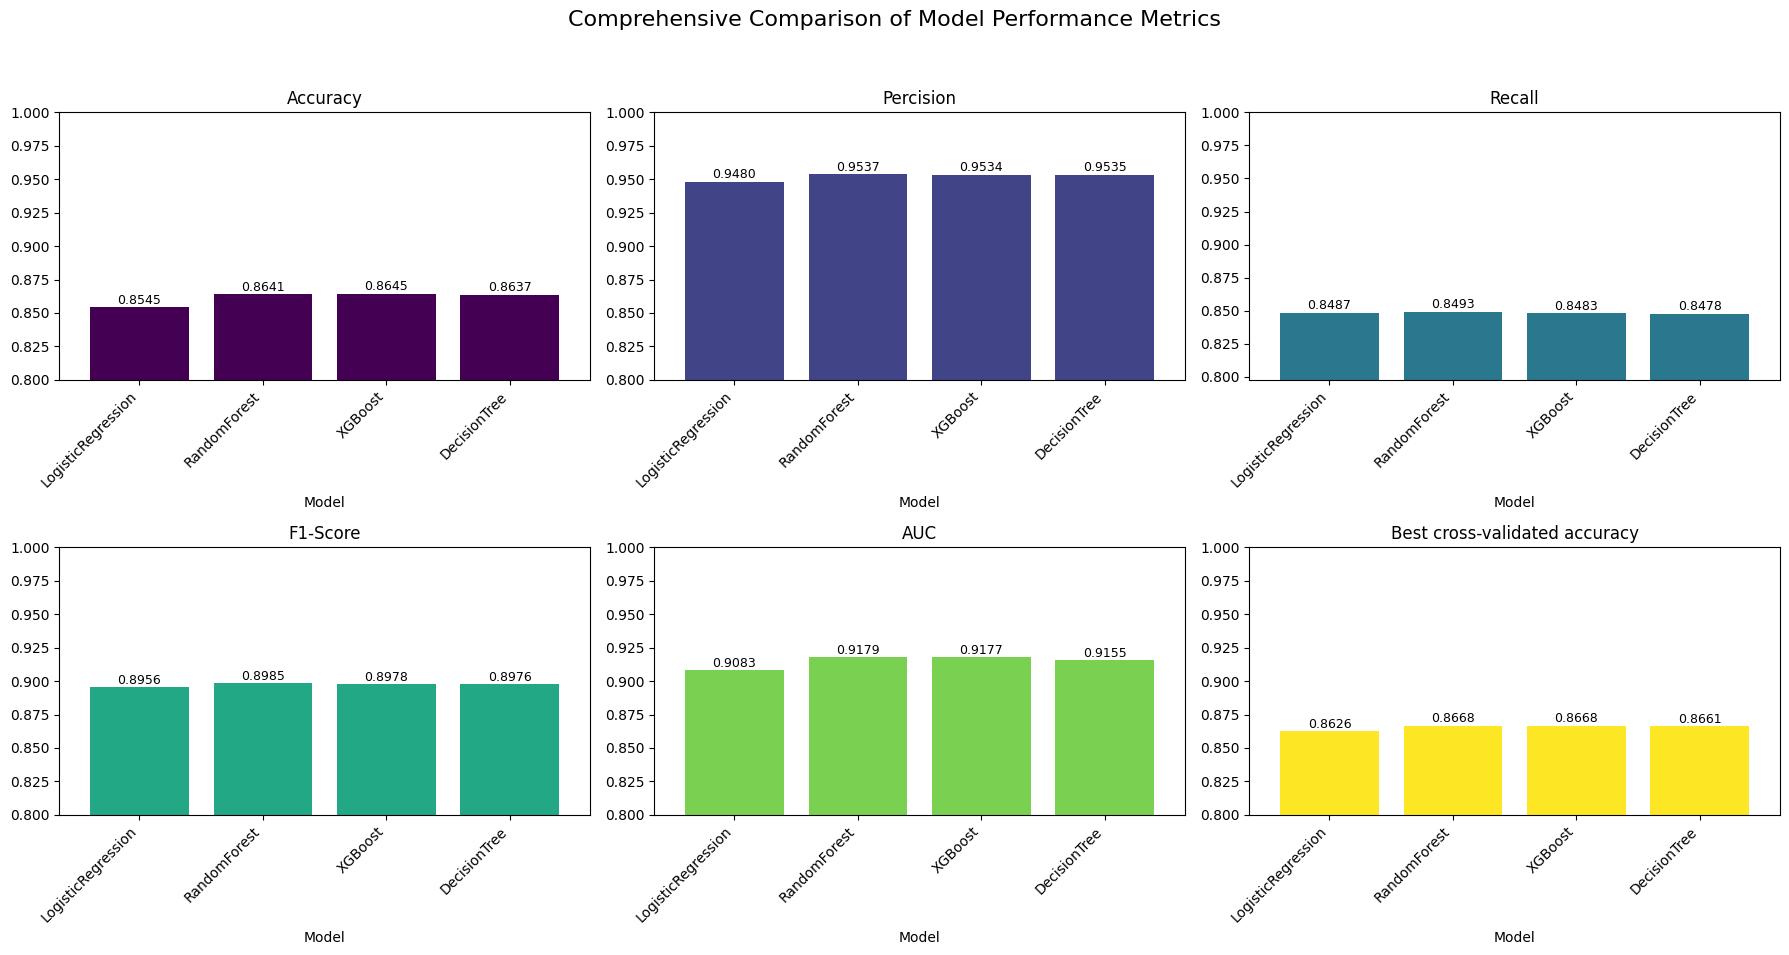 Comprehensive Comparison of Model Performance Metrics
Accuracy
1.000
0.975
0.950
0.925
0.900
0.875
0.850
0.825
0.800
0.8545
0.8641
0.8645
0.8637
LogisticRegression
RandomForest
XGBoost
DecisionTree
Model
Percision
1.000
0.975
0.950
0.925
0.900
0.875
0.850
0.825
0.800
0.9480
0.9537
0.9534
0.9535
LogisticRegression
RandomForest
XGBoost
DecisionTree
Model
Recall
1.000
0.975
0.950
0.925
0.900
0.875
0.850
0.825
0.800
0.8487
0.8493
0.8483
0.8478
LogisticRegression
RandomForest
XGBoost
DecisionTree
Model
F1-Score
1.000
0.975
0.950
0.925
0.900
0.875
0.850
0.825
0.800
0.8956
0.8985
0.8978
0.8976
LogisticRegression
RandomForest
XGBoost
DecisionTree
Model
AUC
1.000
0.975
0.950
0.925
0.900
0.875
0.850
0.825
0.800
0.9083
0.9179
0.9177
0.9155
LogisticRegression
RandomForest
XGBoost
DecisionTree
Model
Best cross-validated accuracy
1.000
0.975
0.950
0.925
0.900
0.875
0.850
0.825
0.800
0.8626
0.8668
0.8668
0.8661
LogisticRegression
RandomForest
XGBoost
DecisionTree
Model